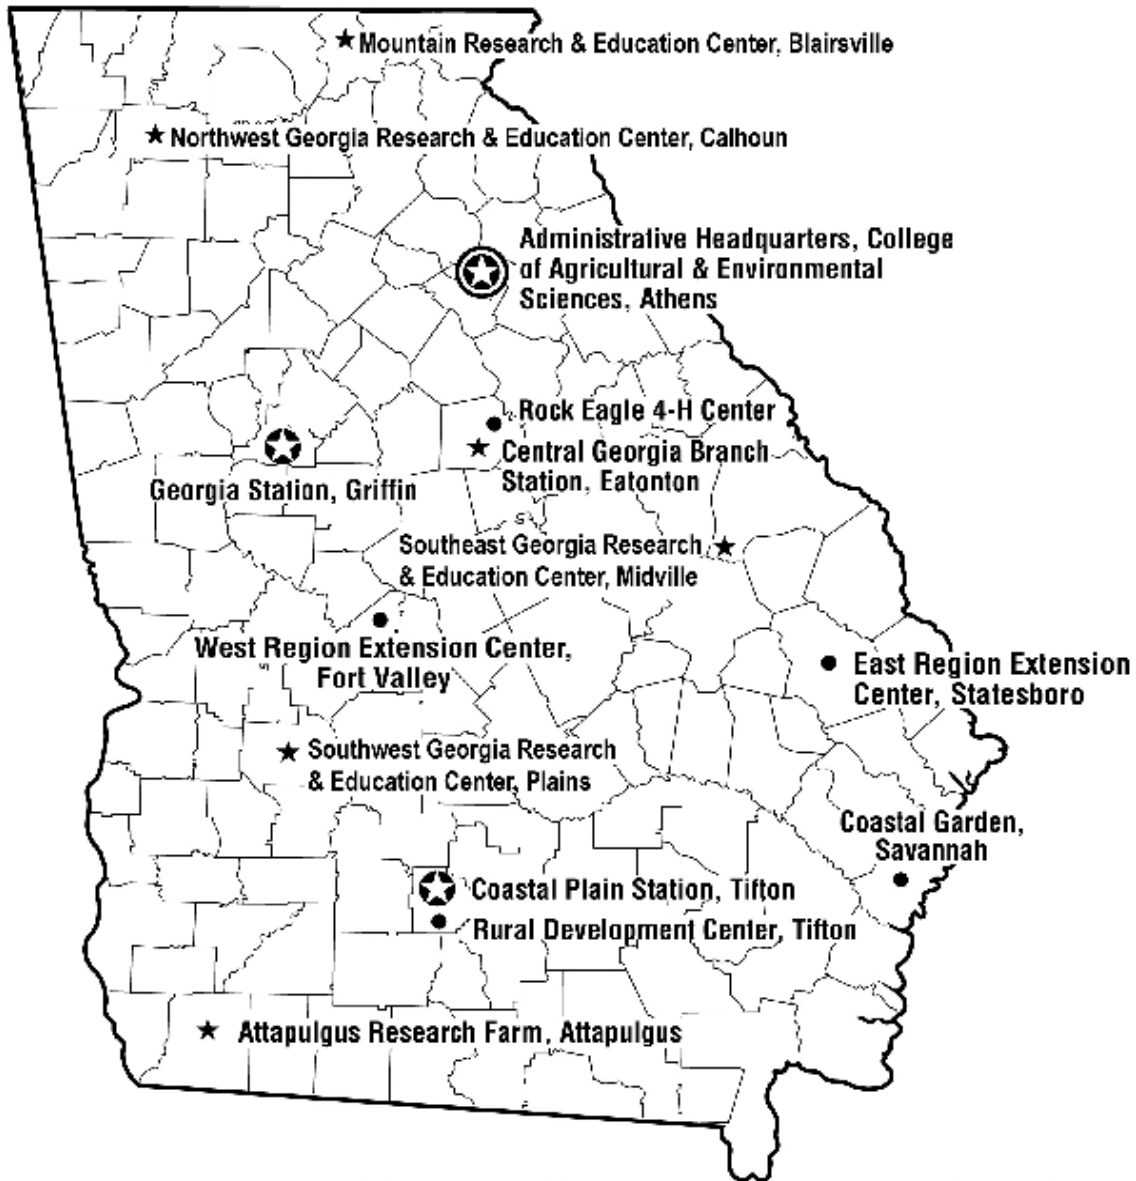 Mountain Research & Education Center, Blairsville
Northwest Georgia Research & Education Center, Calhoun
Administrative Headquarters, College
of Agricultural & Environmental
Sciences, Athens
Rock Eagle 4-H Center
Central Georgia Branch
Station, Eatonton
Georgia Station, Griffin
Southeast Georgia Research
& Education Center, Midville
West Region Extension Center,
Fort Valley
East Region Extension
Center, Statesboro
Southwest Georgia Research
& Education Center, Plains
Coastal Garden,
Savannah
Coastal Plain Station, Tifton
Rural Development Center, Tifton
Attapulgus Research Farm, Attapulgus